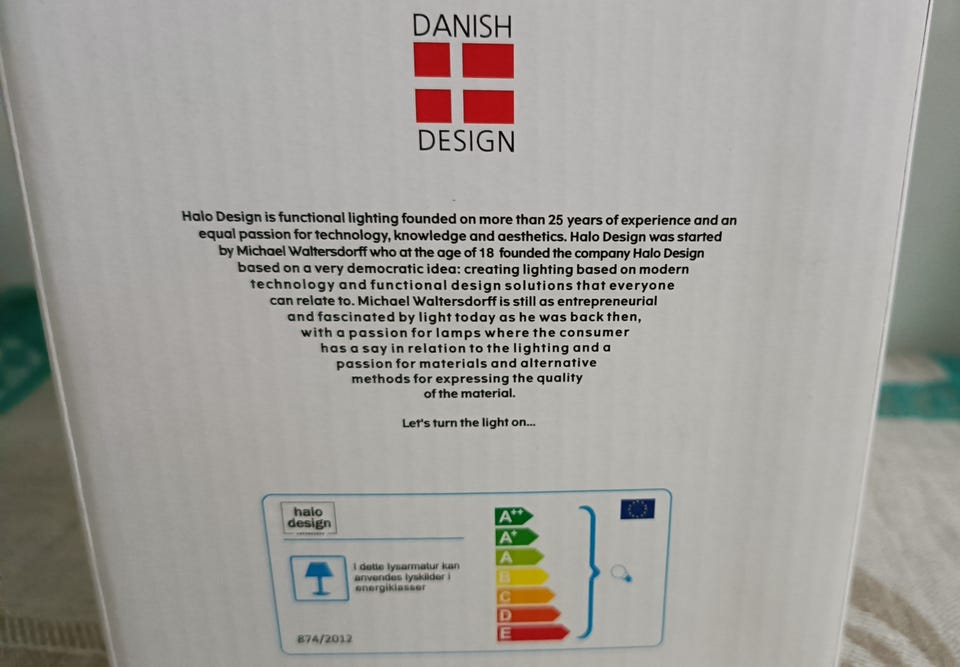 DANISH
DESIGN
Halo Design is functional lighting founded on more than 25 years of experience and an
equal passion for technology, knowledge and aesthetics. Halo Design was started
by Michael Waltersdorff who at the age of 18 founded the company Halo Design
based on a very democratic idea: creating lighting based on modern
technology and functional design solutions that everyone
can relate to. Michael Waltersdorff is still as entrepreneurial
and fascinated by light today as he was back then,
with a passion for lamps where the consumer
has a say in relation to the lighting and a
passion for materials and alternative
methods for expressing the quality
of the material.
Let's turn the light on...
halo
design
I dette lysarmatur kan
anvendes lyskilder i
energiklasser
874/2012
A++
A+
A
B
C
D
E